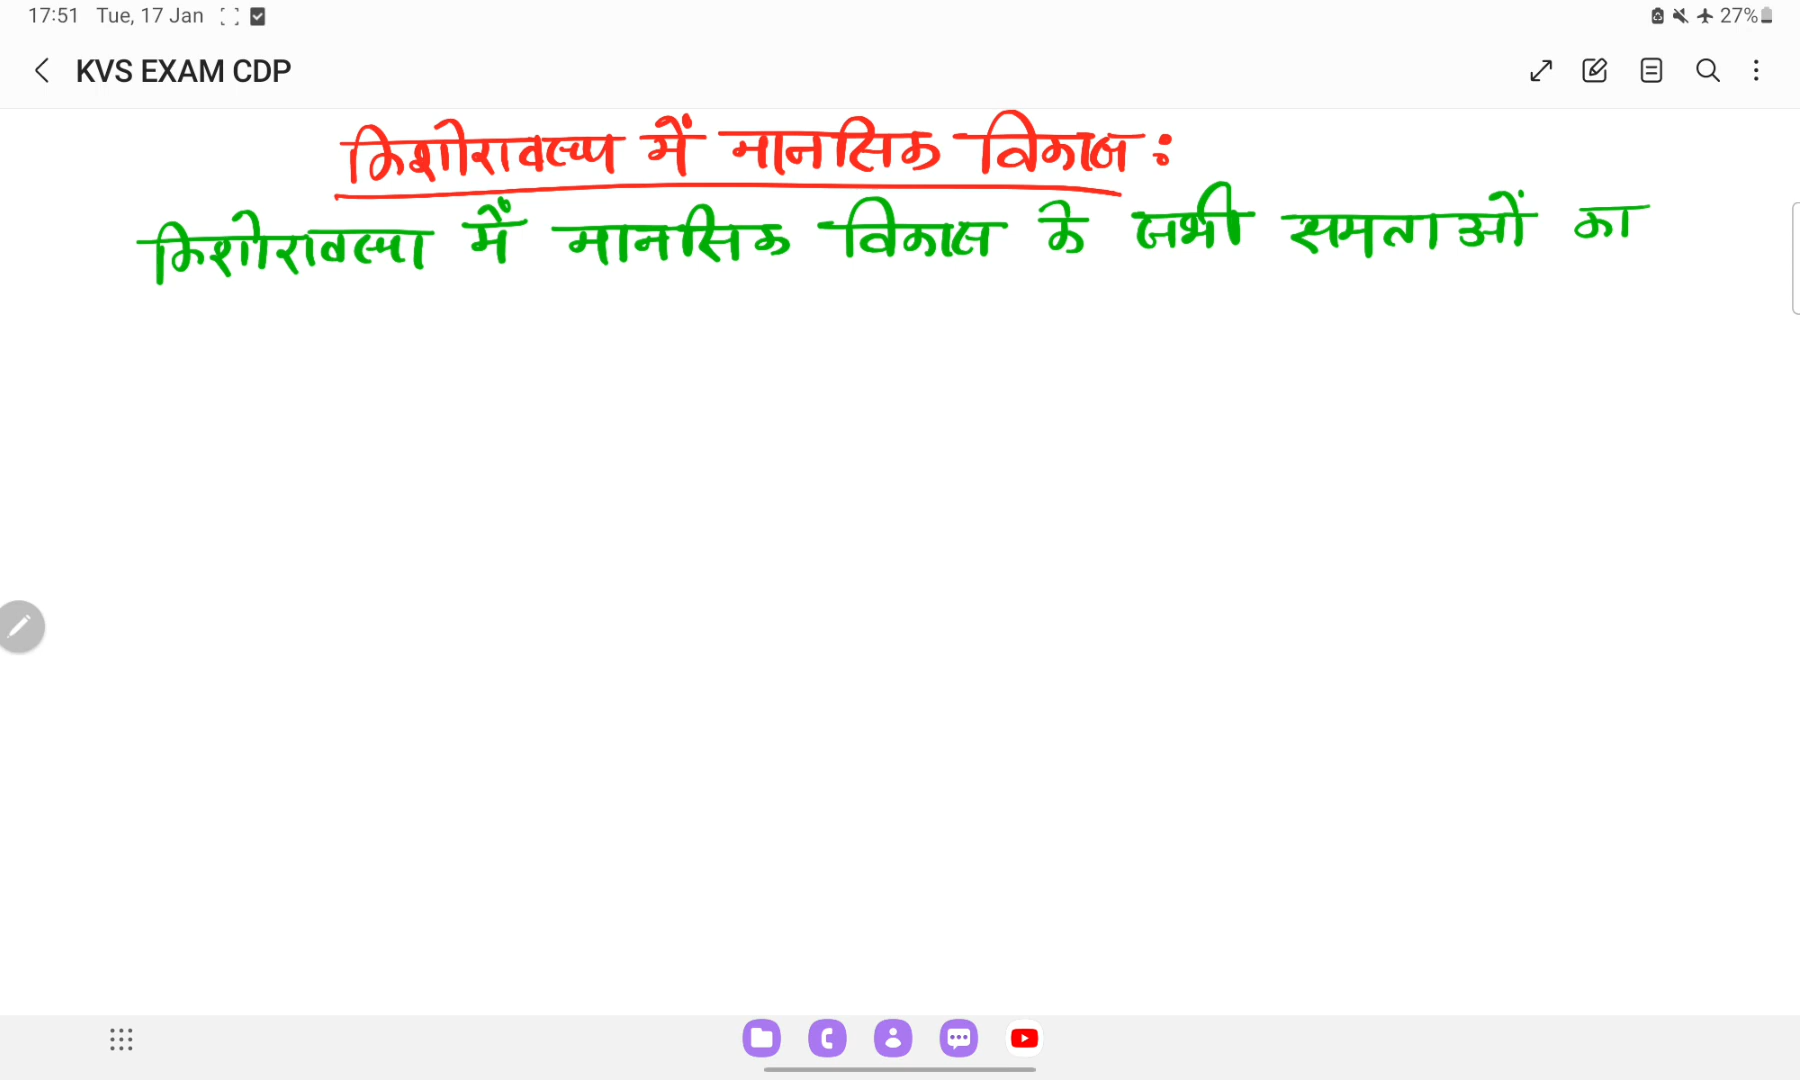 17:51 Tue, 17 Jan 27%
KVS EXAM CDP
किशोरावस्था में मानसिक विकास :
किशोरावस्था में मानसिक विकास के सभी क्षमताओं का